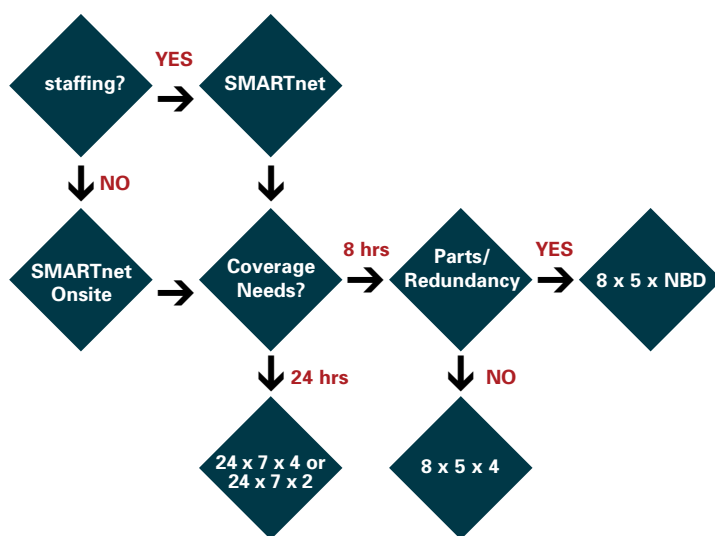 staffing?
YES
SMARTnet
NO
SMARTnet
Onsite
Coverage
Needs?
8 hrs
Parts/
Redundancy
YES
8 x 5 x NBD
24 hrs
NO
24 x 7 x 4 or
24 x 7 x 2
8 x 5 x 4